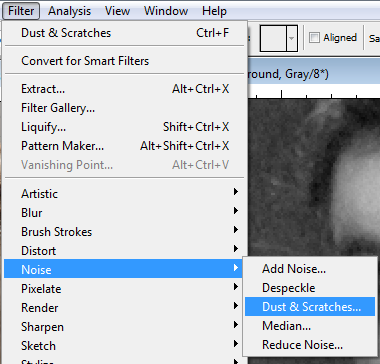 Filter Analysis View Window Help
Dust & Scratches Ctrl+F
Convert for Smart Filters
Extract... Alt+Ctrl+X
Filter Gallery...
Liquify... Shift+Ctrl+X
Pattern Maker... Alt+Shift+Ctrl+X
Vanishing Point... Alt+Ctrl+V
Artistic
Blur
Brush Strokes
Distort
Noise
Pixelate
Render
Sharpen
Sketch
Stylize
Aligned Sa
round, Gray/8*)
Add Noise...
Despeckle
Dust & Scratches...
Median...
Reduce Noise...